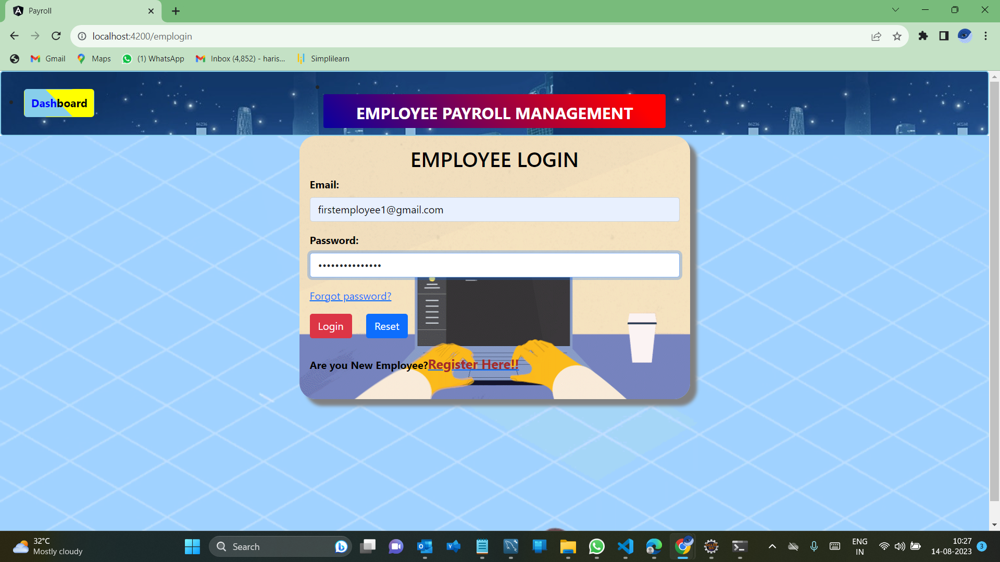 Payroll
localhost:4200/emplogin
Gmail
Maps
(1) WhatsApp
Inbox (4,852) - haris...
Simplilearn
Dashboard
EMPLOYEE PAYROLL MANAGEMENT
EMPLOYEE LOGIN
Email:
firstemployee1@gmail.com
Password:
•••••••••••••••
Forgot password?
Login
Reset
Are you New Employee?Register Here!!
32°C
Mostly cloudy
Search
ENG
IN
10:27
14-08-2023
3